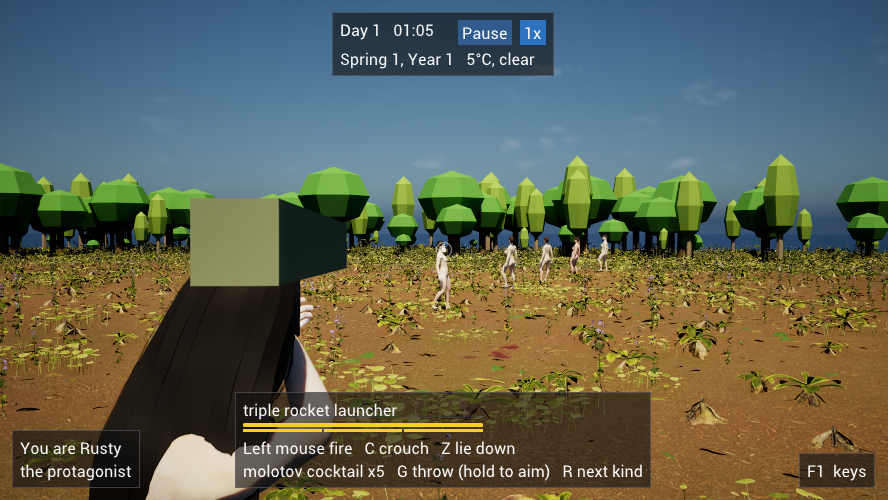 Day 1 01:05 Pause 1x
Spring 1, Year 1 5°C, clear
triple rocket launcher
Left mouse fire C crouch Z lie down
molotov cocktail x5 G throw (hold to aim) R next kind
You are Rusty
the protagonist
F1 keys